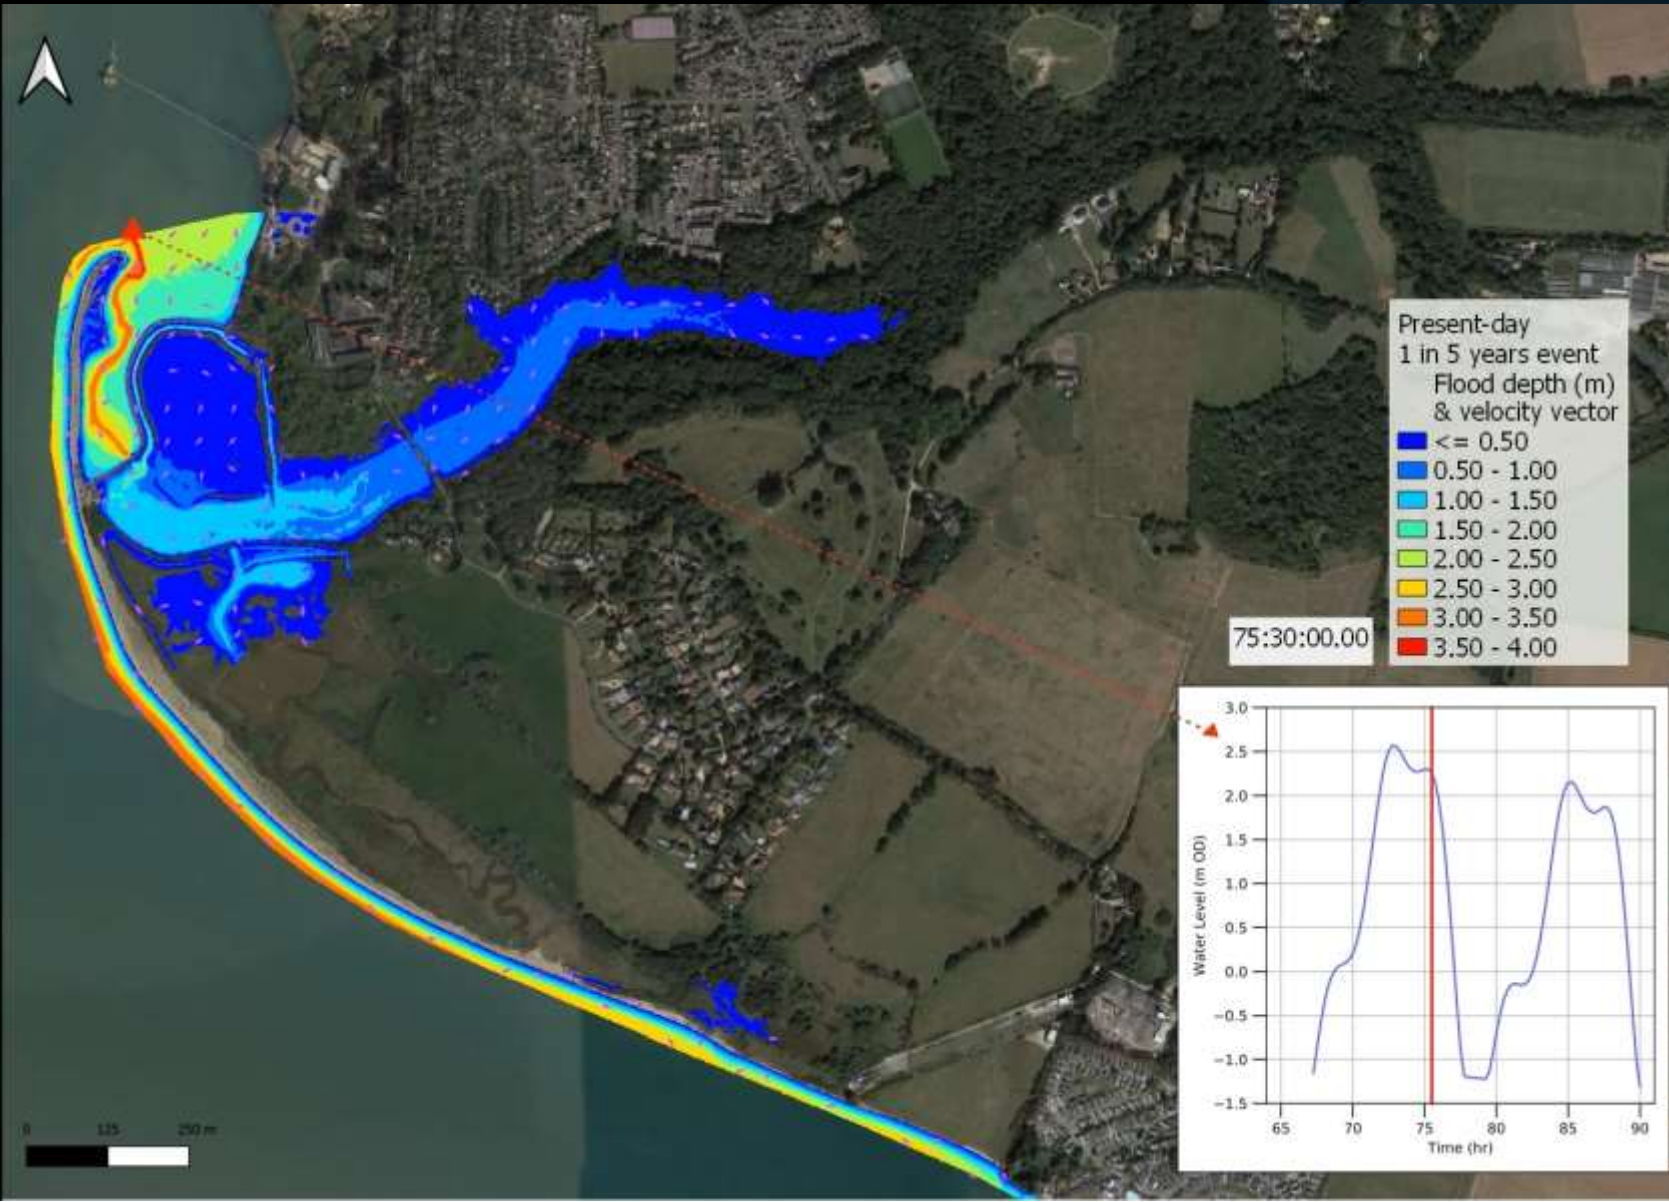 Present-day
1 in 5 years event
Flood depth (m)
& velocity vector
<= 0.50
0.50 - 1.00
1.00 - 1.50
1.50 - 2.00
2.00 - 2.50
2.50 - 3.00
3.00 - 3.50
3.50 - 4.00
75:30:00.00
3.0
2.5
2.0
1.5
1.0
0.5
0.0
−0.5
−1.0
−1.5
Water Level (m OD)
65 70 75 80 85 90
Time (hr)
0 125 250 m